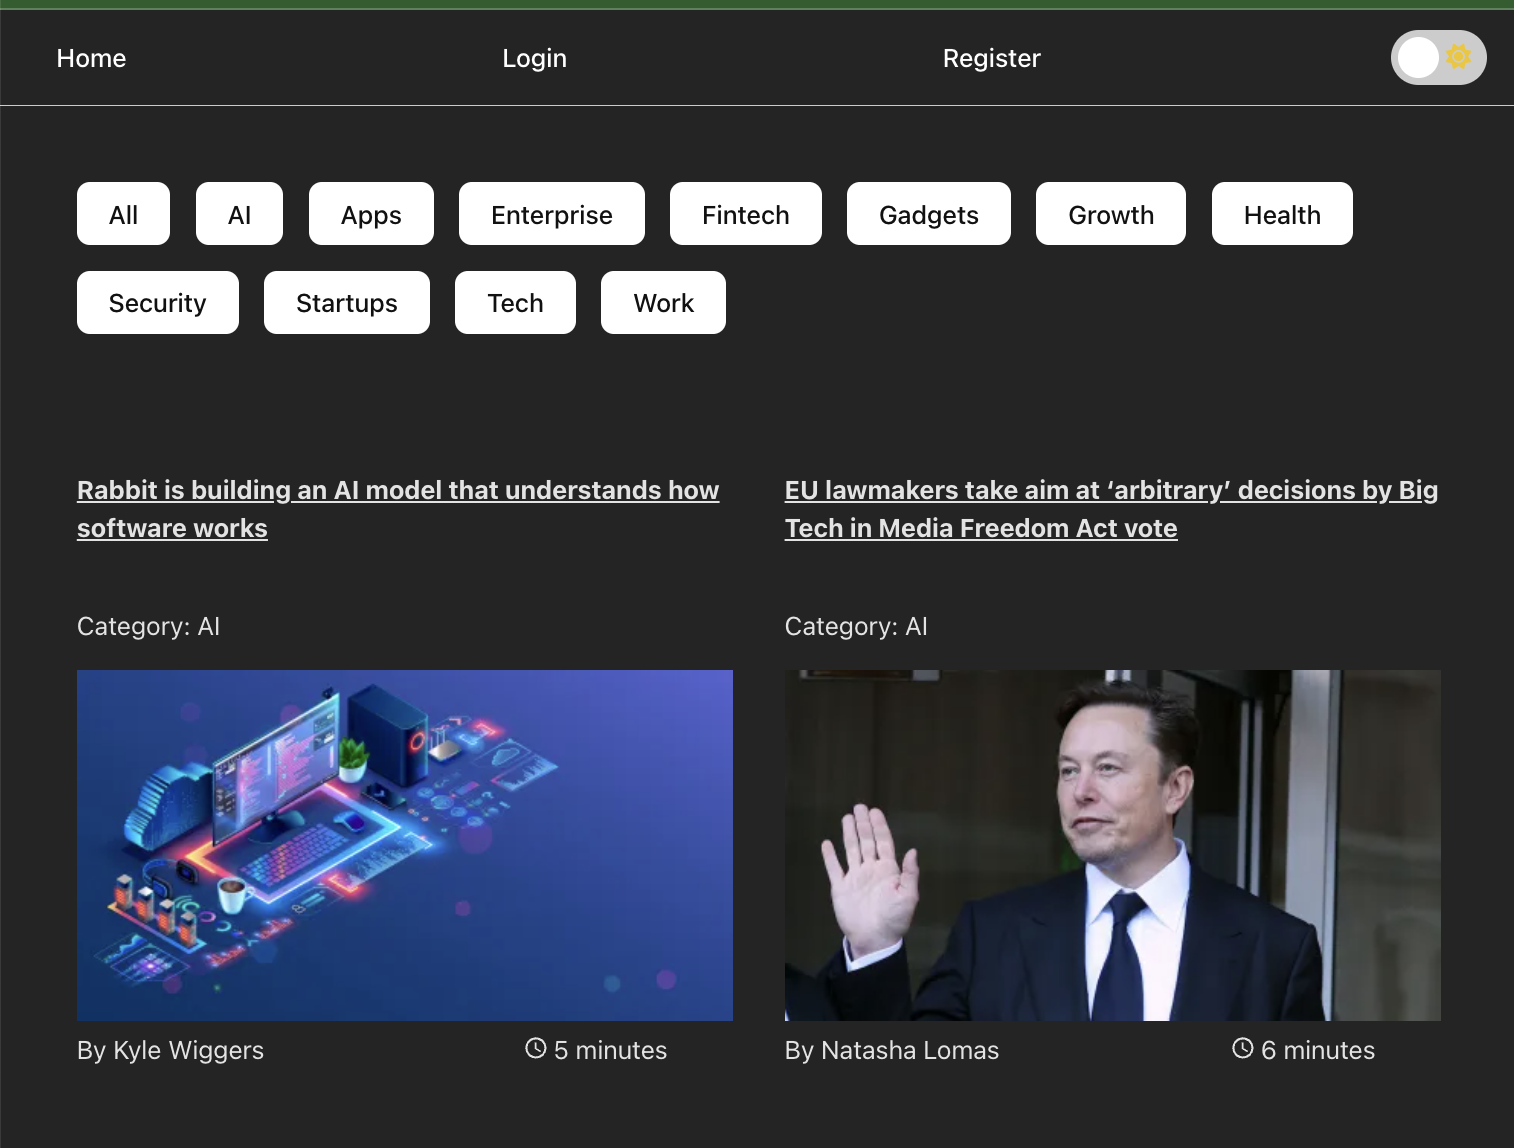 Home Login Register
All AI Apps Enterprise Fintech Gadgets Growth Health
Security Startups Tech Work
Rabbit is building an AI model that understands how
software works
Category: AI
By Kyle Wiggers 5 minutes
EU lawmakers take aim at ‘arbitrary’ decisions by Big
Tech in Media Freedom Act vote
Category: AI
By Natasha Lomas 6 minutes